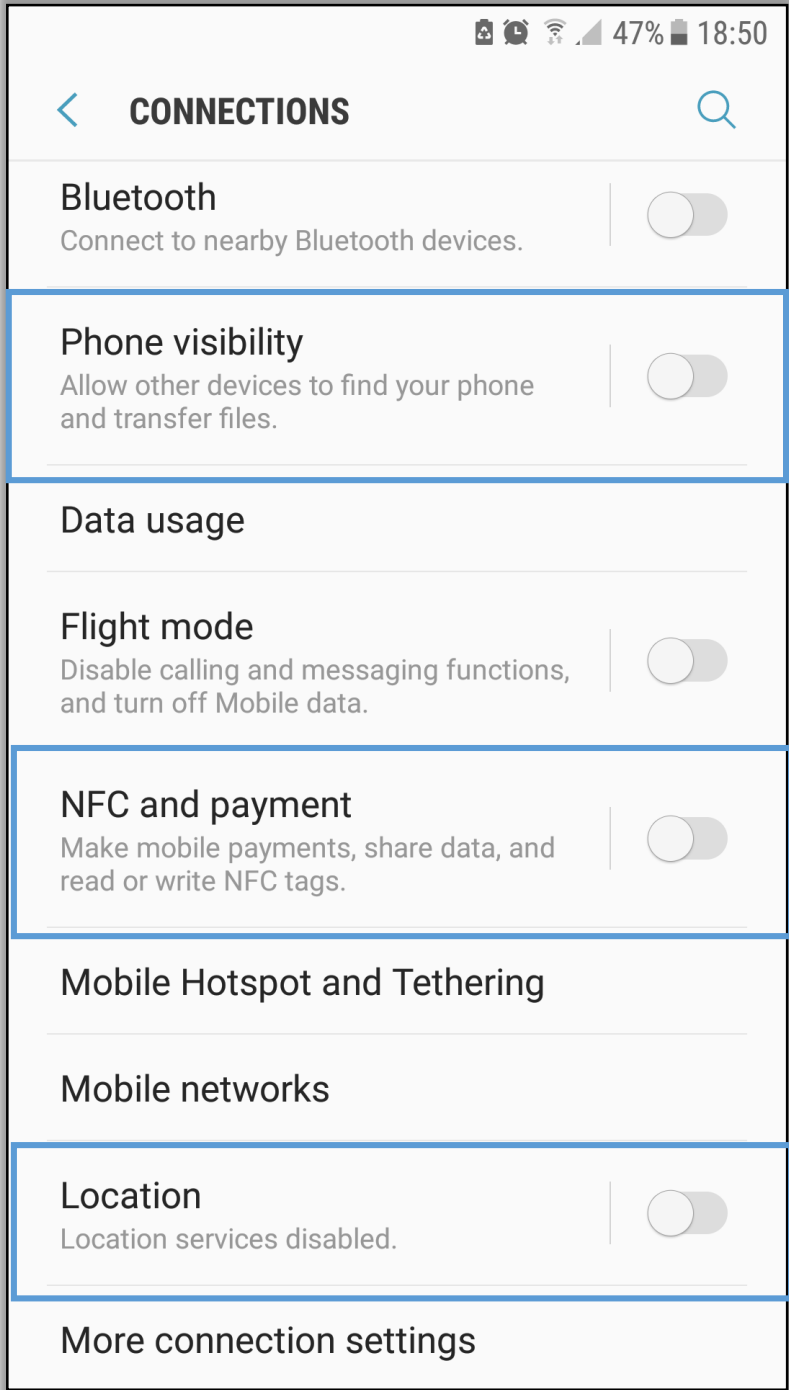 47% 18:50
CONNECTIONS
Bluetooth
Connect to nearby Bluetooth devices.
Phone visibility
Allow other devices to find your phone
and transfer files.
Data usage
Flight mode
Disable calling and messaging functions,
and turn off Mobile data.
NFC and payment
Make mobile payments, share data, and
read or write NFC tags.
Mobile Hotspot and Tethering
Mobile networks
Location
Location services disabled.
More connection settings